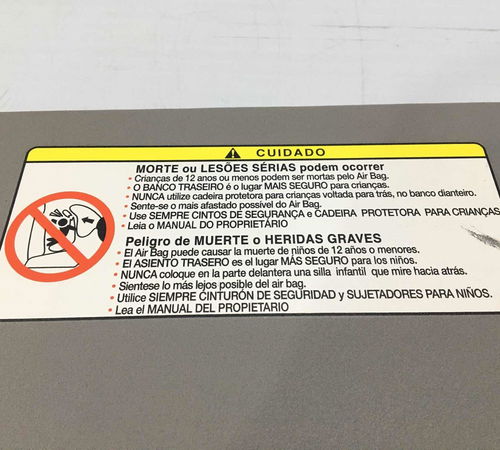 CUIDADO
MORTE ou LESÕES SÉRIAS podem ocorrer
• Crianças de 12 anos ou menos podem ser mortas pelo Air Bag.
• O BANCO TRASEIRO é o lugar MAIS SEGURO para crianças.
• NUNCA utilize cadeira protetora para crianças voltada para trás, no banco dianteiro.
• Sente-se o mais afastado possível do Air Bag.
• Use SEMPRE CINTOS DE SEGURANÇA e CADEIRA PROTETORA PARA CRIANÇAS
• Leia o MANUAL DO PROPRIETÁRIO
Peligro de MUERTE o HERIDAS GRAVES
• El Air Bag puede causar la muerte de niños de 12 años o menores.
• El ASIENTO TRASERO es el lugar MAS SEGURO para los niños.
• NUNCA coloque en la parte delantera una silla infantil que mire hacia atrás.
• Sientese lo más lejos posible del air bag.
• Utilice SIEMPRE CINTURÓN DE SEGURIDAD y SUJETADORES PARA NIÑOS.
• Lea el MANUAL DEL PROPIETARIO